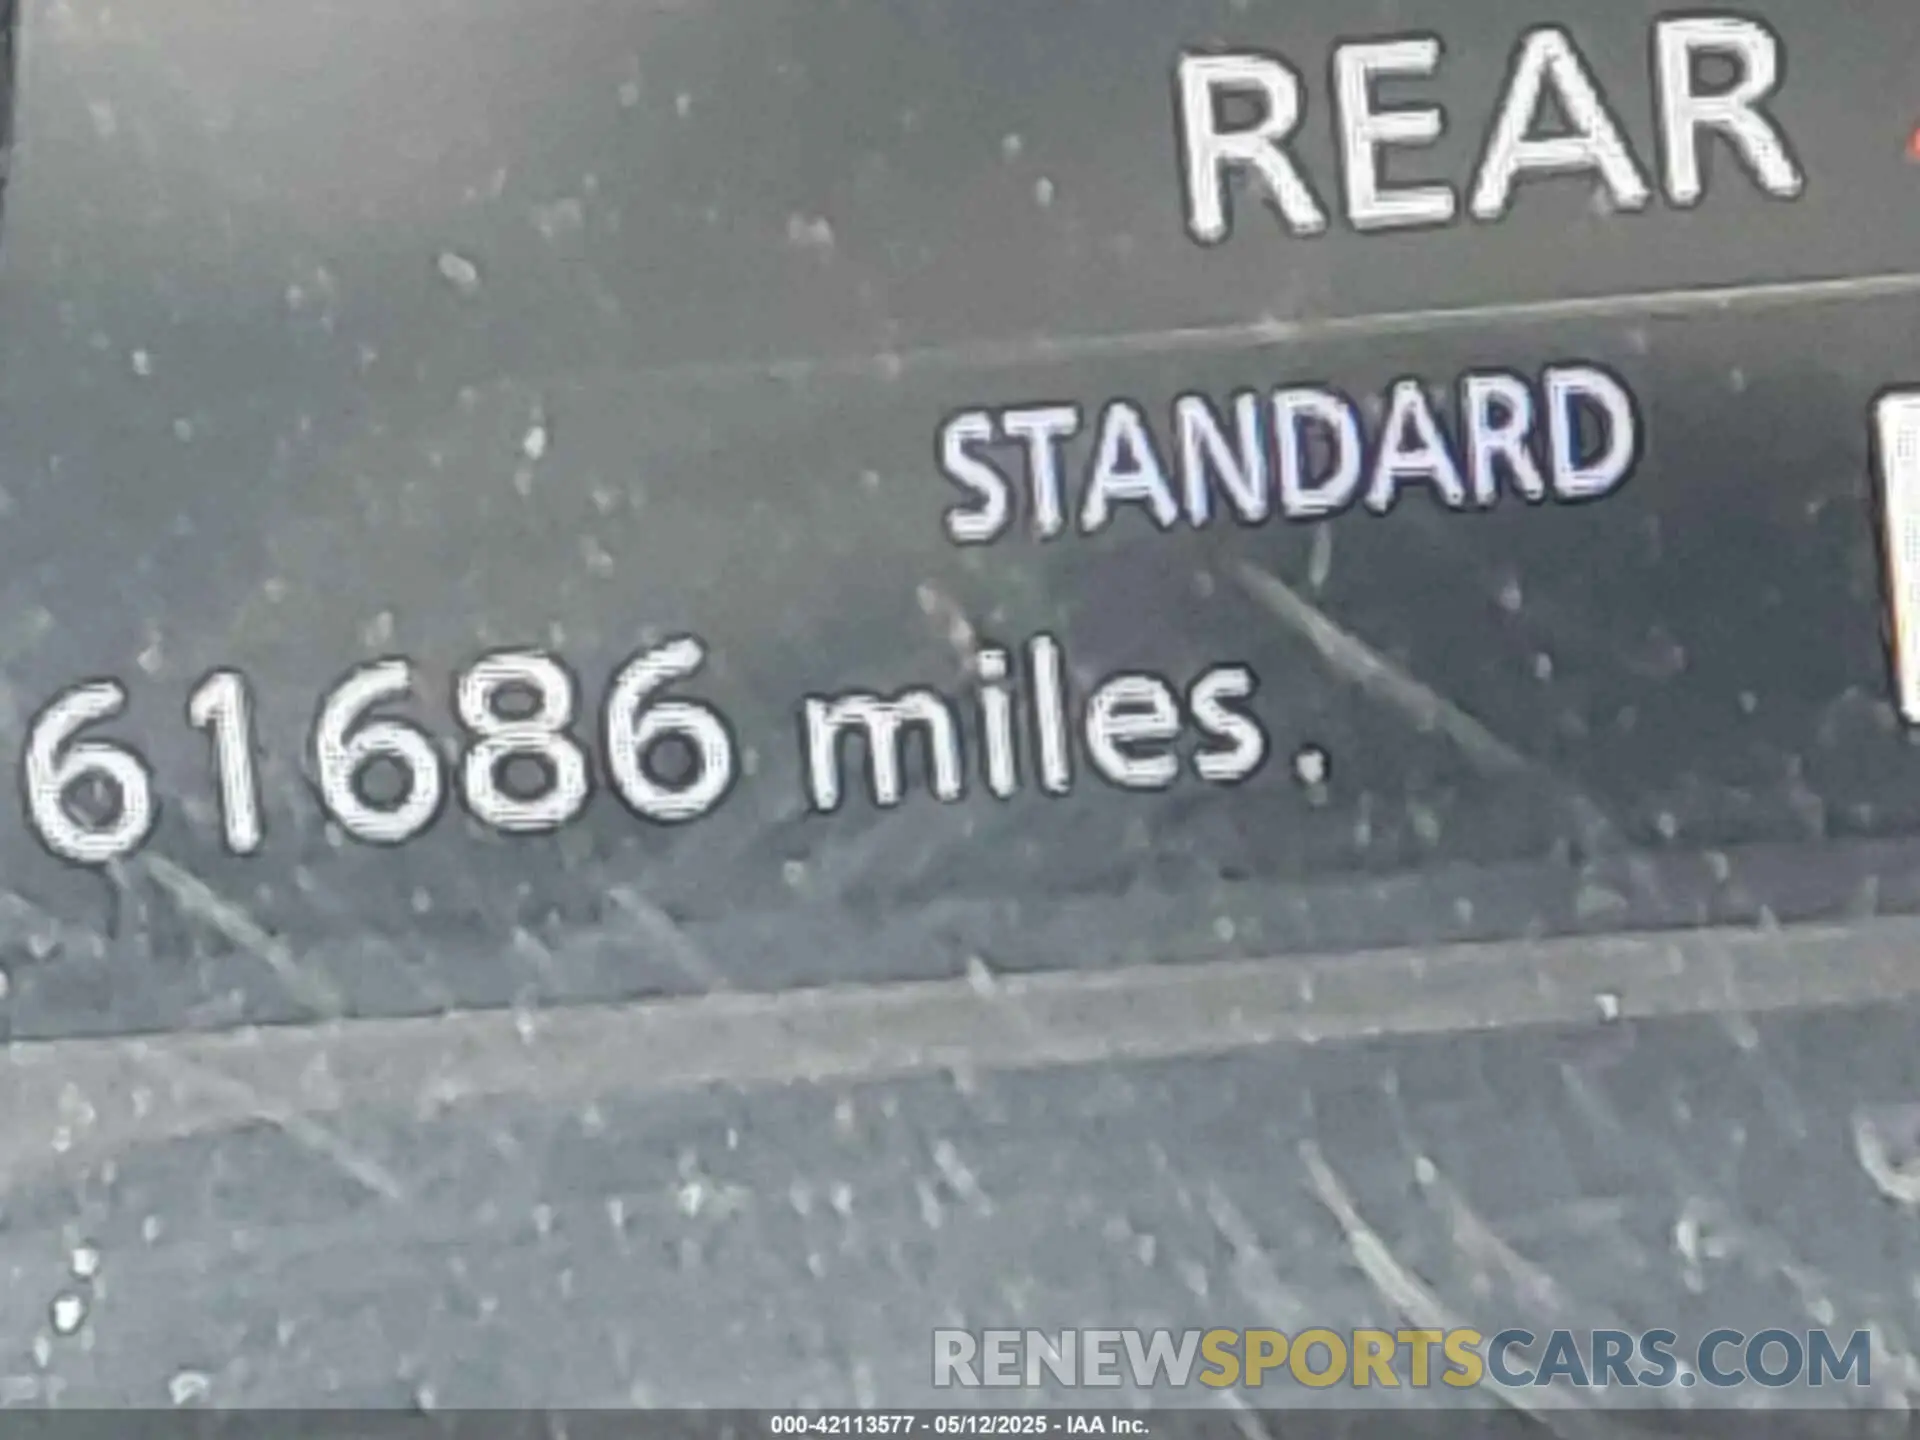 REAR
STANDARD
61686 miles.
RENEWSPORTSCARS.COM
000-42113577 - 05/12/2025 - IAA Inc.